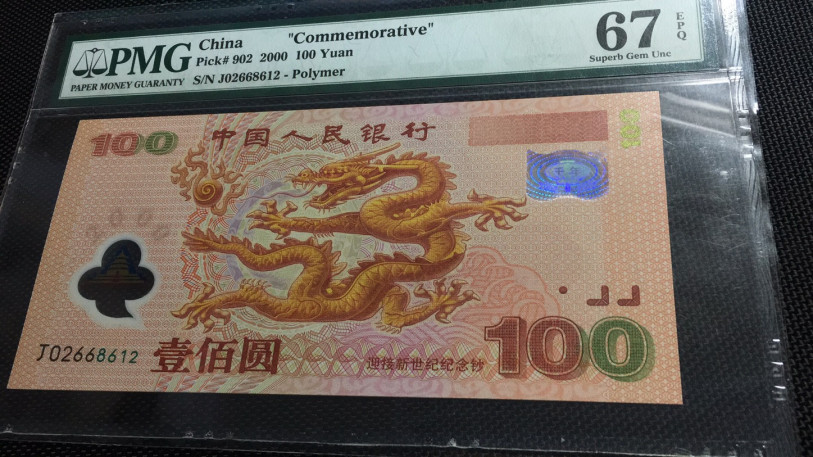 PMG
PAPER MONEY GUARANTY
China "Commemorative"
Pick# 902 2000 100 Yuan
S/N J02668612 - Polymer
67
EPQ
Superb Gem Unc
100
中国人民银行
2000
J02668612
壹佰圆
迎接新世纪纪念钞
100